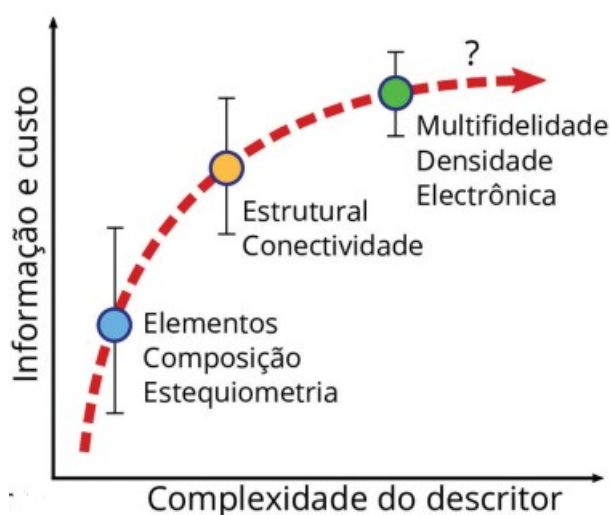 Informação e custo
?
Multifidelidade
Densidade
Electrônica
Estrutural
Conectividade
Elementos
Composição
Estequiometria
Complexidade do descritor